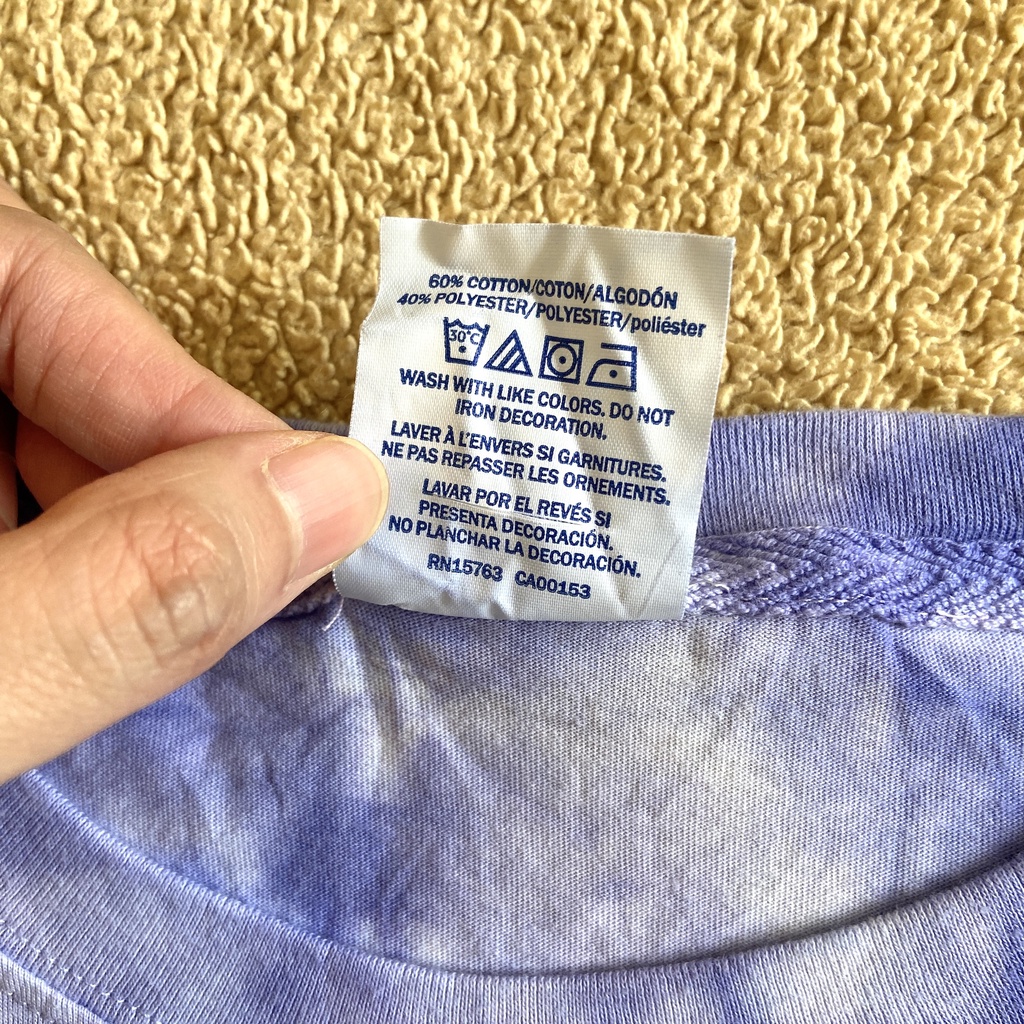 60% COTTON/COTON/ALGODÓN
40% POLYESTER/POLYESTER/poliéster
30°C
WASH WITH LIKE COLORS, DO NOT
IRON DECORATION.
LAVER À L'ENVERS SI GARNITURES.
NE PAS REPASSER LES ORNEMENTS.
LAVAR POR EL REVÉS SI
PRESENTA DECORACIÓN.
NO PLANCHAR LA DECORACIÓN.
RN15763 CA00153